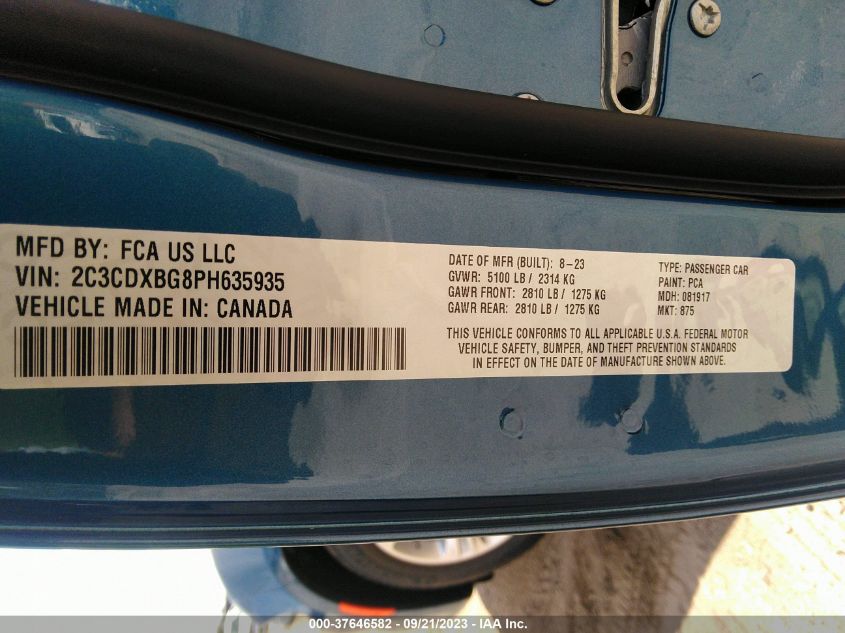 MFD BY: FCA US LLC
VIN: 2C3CDXBG8PH635935
VEHICLE MADE IN: CANADA
DATE OF MFR (BUILT): 8-23
GVWR: 5100 LB / 2314 KG
GAWR FRONT: 2810 LB / 1275 KG
GAWR REAR: 2810 LB / 1275 KG
TYPE: PASSENGER CAR
PAINT: PCA
MDH: 081917
MKT: 875
THIS VEHICLE CONFORMS TO ALL APPLICABLE U.S.A. FEDERAL MOTOR
VEHICLE SAFETY, BUMPER, AND THEFT PREVENTION STANDARDS
IN EFFECT ON THE DATE OF MANUFACTURE SHOWN ABOVE.
000-37646582 - 09/21/2023 - IAA Inc.